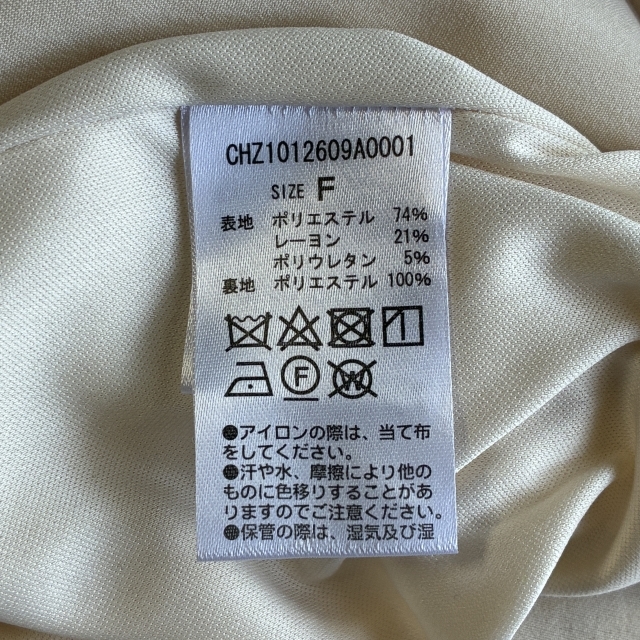 CHZ1012609A0001
SIZE F
表地 ポリエステル 74%
レーヨン 21%
ポリウレタン 5%
裏地 ポリエステル 100%
F
W
●アイロンの際は、当て布
をしてください。
●汗や水、摩擦により他の
ものに色移りすることがあ
りますのでご注意ください。
●保管の際は、湿気及び湿